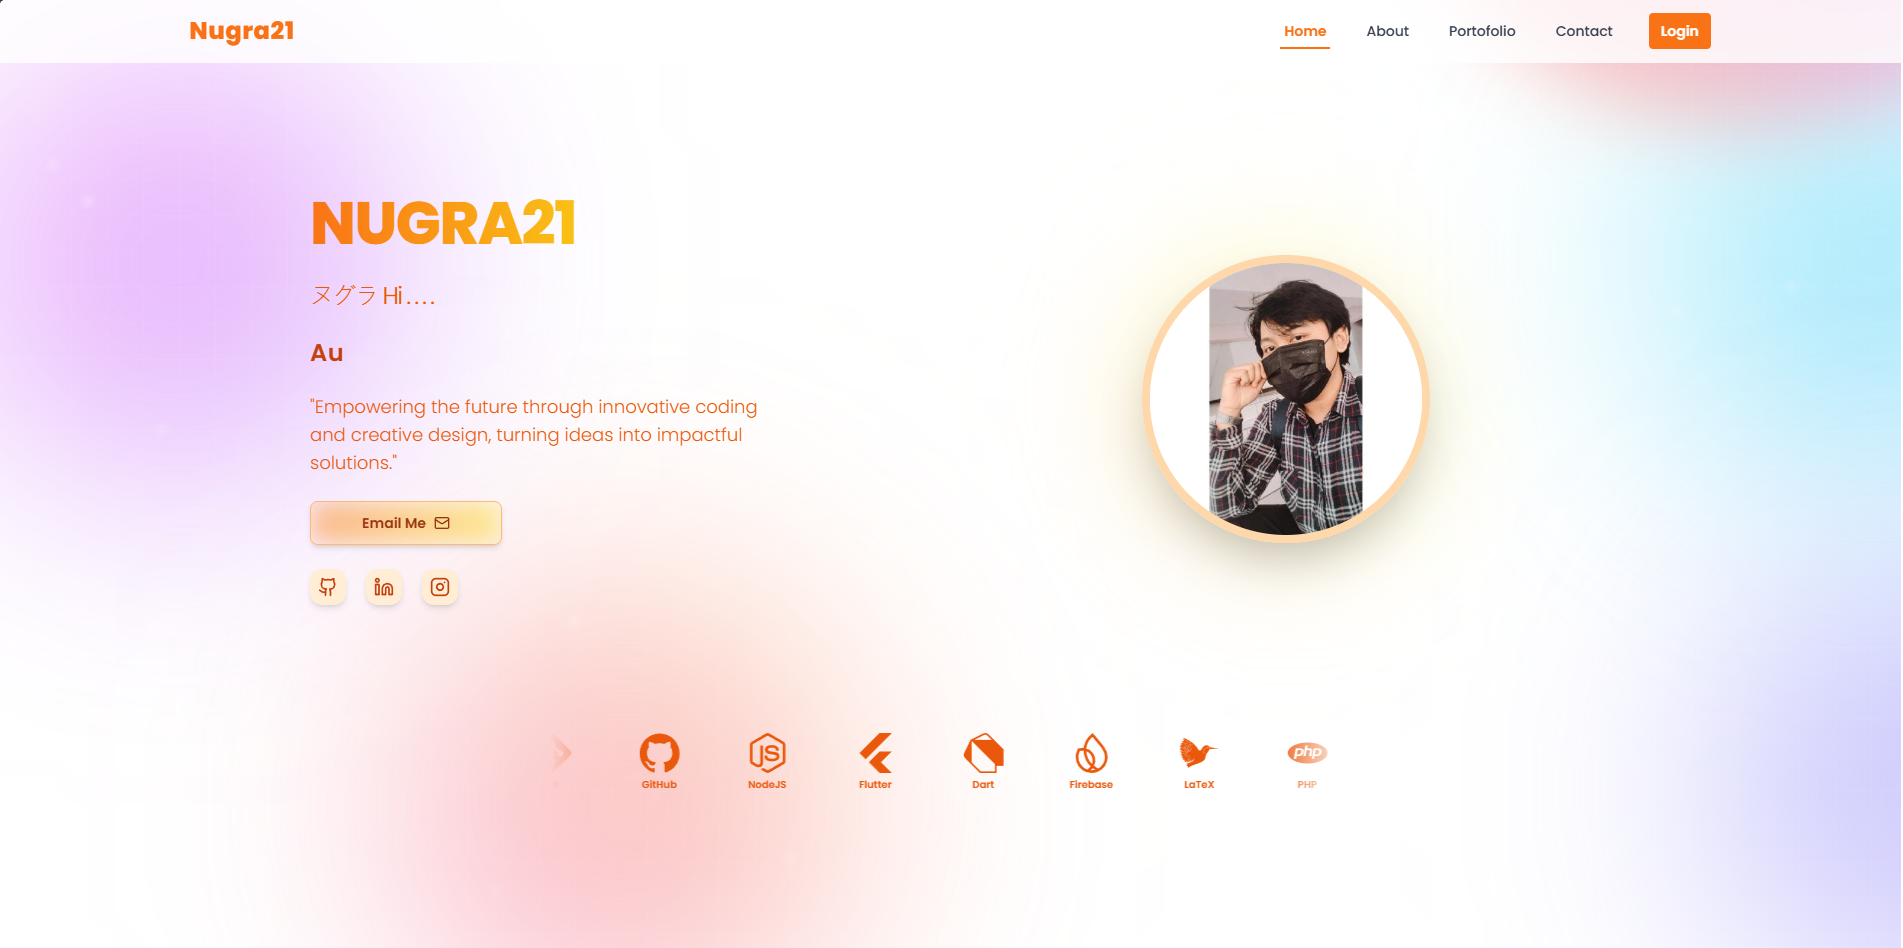 Nugra21
Home About Portofolio Contact Login
NUGRA21
ヌグラ Hi....
Au
"Empowering the future through innovative coding
and creative design, turning ideas into impactful
solutions."
Email Me
GitHub NodeJS Flutter Dart Firebase LaTeX PHP